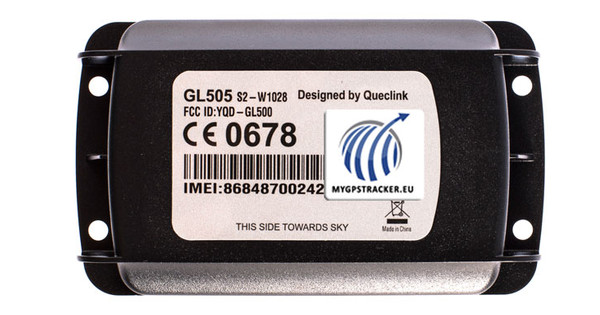 GL505 S2-W1028 Designed by Queclink
FCC ID:YQD-GL500
CE 0678
IMEI:86848700242
MYGPSTRACKER.EU
Made in China
THIS SIDE TOWARDS SKY